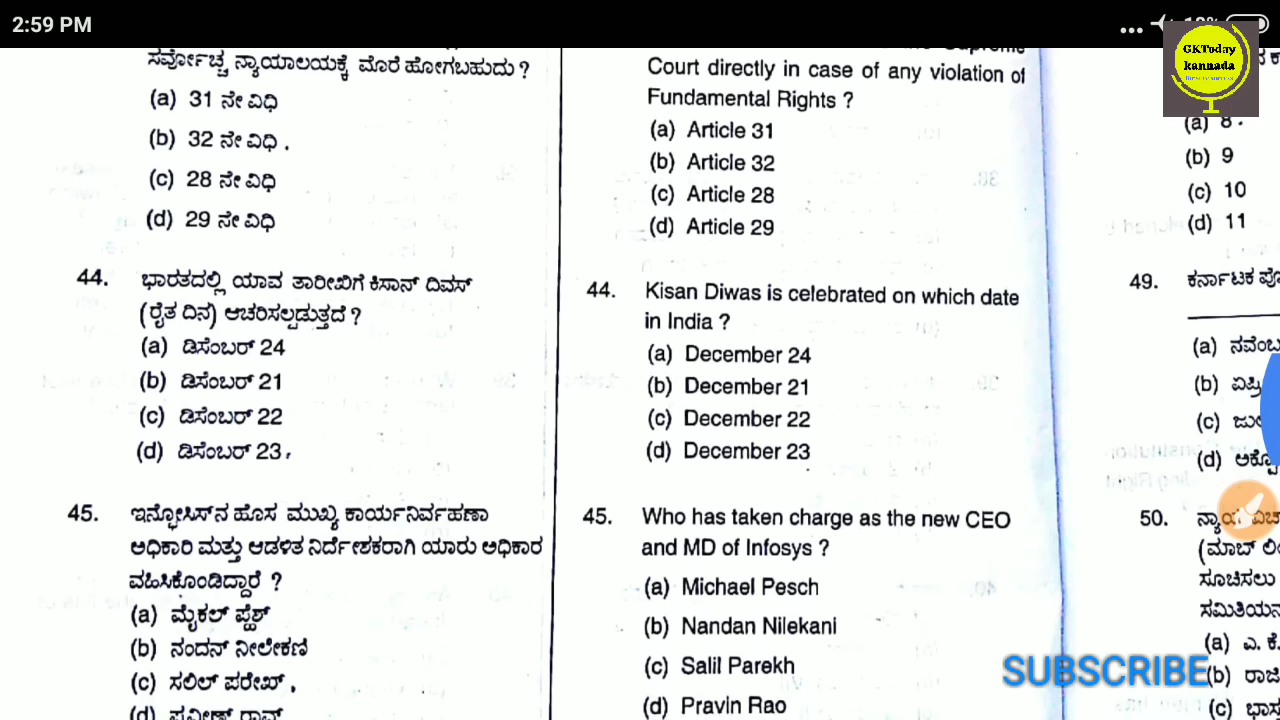 2:59 PM
GKToday
kannada
ಸರ್ವೋಚ್ಚ ನ್ಯಾಯಾಲಯಕ್ಕೆ ಮೊರೆ ಹೋಗಬಹುದು ?
(a) 31 ನೇ ವಿಧಿ
(b) 32 ನೇ ವಿಧಿ .
(c) 28 ನೇ ವಿಧಿ
(d) 29 ನೇ ವಿಧಿ
44. ಭಾರತದಲ್ಲಿ ಯಾವ ತಾರೀಖಿಗೆ ಕಿಸಾನ್ ದಿವಸ್
(ರೈತ ದಿನ) ಆಚರಿಸಲ್ಪಡುತ್ತದೆ ?
(a) ಡಿಸೆಂಬರ್ 24
(b) ಡಿಸೆಂಬರ್ 21
(c) ಡಿಸೆಂಬರ್ 22
(d) ಡಿಸೆಂಬರ್ 23
45. ಇನ್ಫೋಸಿಸ್‌ನ ಹೊಸ ಮುಖ್ಯ ಕಾರ್ಯನಿರ್ವಹಣಾ
ಅಧಿಕಾರಿ ಮತ್ತು ಆಡಳಿತ ನಿರ್ದೇಶಕರಾಗಿ ಯಾರು ಅಧಿಕಾರ
ವಹಿಸಿಕೊಂಡಿದ್ದಾರೆ ?
(a) ಮೈಕಲ್
(b) ನಂದನ್ ನೀಲೇಕಣಿ
(c) ಸಲಿಲ್ ಪರೇಖ್ .
(d) ಪ್ರವೀಣ್ ರಾವ್
Supreme
Court directly in case of any violation of
Fundamental Rights ?
(a) Article 31
(b) Article 32
(c) Article 28
(d) Article 29
44. Kisan Diwas is celebrated on which date
in India ?
(a) December 24
(b) December 21
(c) December 22
(d) December 23
45. Who has taken charge as the new CEO
and MD of Infosys ?
(a) Michael Pesch
(b) Nandan Nilekani
(c) Salil Parekh
(d) Pravin Rao
(a) 8
(b) 9
(c) 10
(d) 11
49. ಕರ್ನಾಟಕ
(a)
(b)
(c)
(d)
50.
ಸೂಚಿಸಲು
(a) ಎ. ಕೆ.
(b)
(c)
SUBSCRIBE